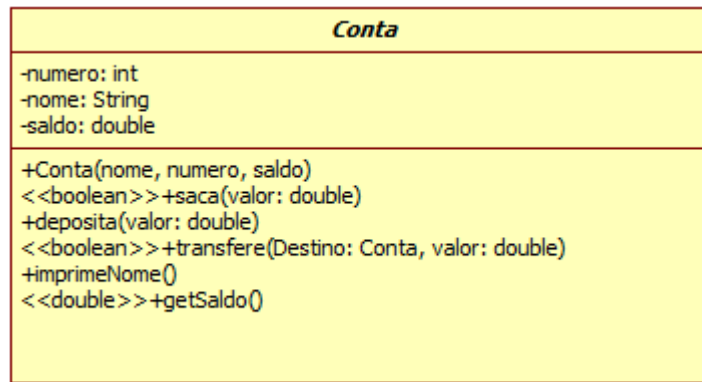 Conta
-numero: int
-nome: String
-saldo: double
+Conta(nome, numero, saldo)
<<boolean>>+saca(valor: double)
+deposita(valor: double)
<<boolean>>+transfere(Destino: Conta, valor: double)
+imprimeNome()
<<double>>+getSaldo()